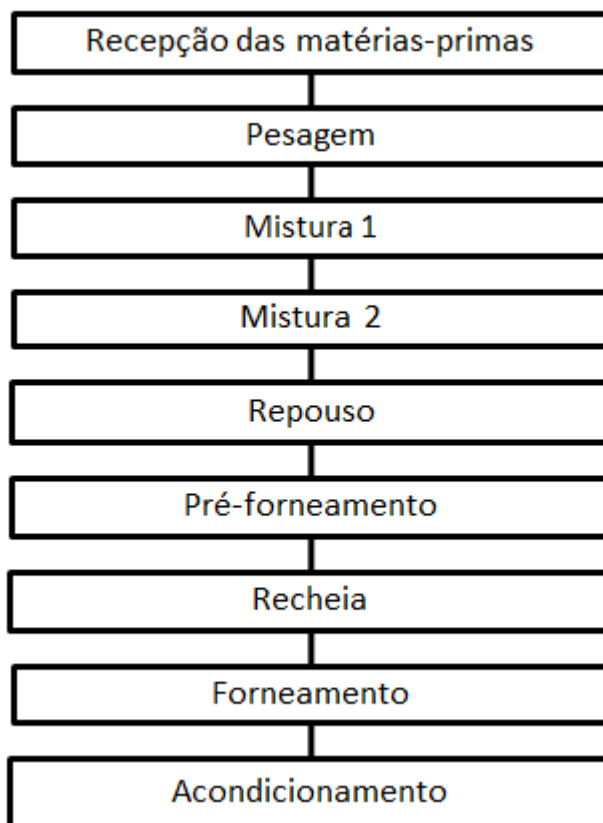 Recepção das matérias-primas
Pesagem
Mistura 1
Mistura 2
Repouso
Pré-forneamento
Recheia
Forneamento
Acondicionamento